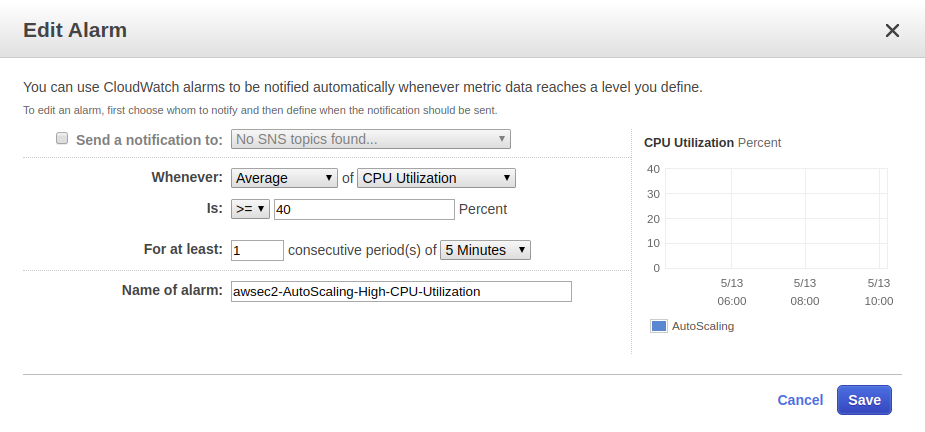 Edit Alarm ×
You can use CloudWatch alarms to be notified automatically whenever metric data reaches a level you define.
To edit an alarm, first choose whom to notify and then define when the notification should be sent.
Send a notification to: No SNS topics found...
Whenever: Average of CPU Utilization
Is: >= 40 Percent
For at least: 1 consecutive period(s) of 5 Minutes
Name of alarm: awsec2-AutoScaling-High-CPU-Utilization
CPU Utilization Percent
40
30
20
10
0
5/13 5/13 5/13
06:00 08:00 10:00
AutoScaling
Cancel Save